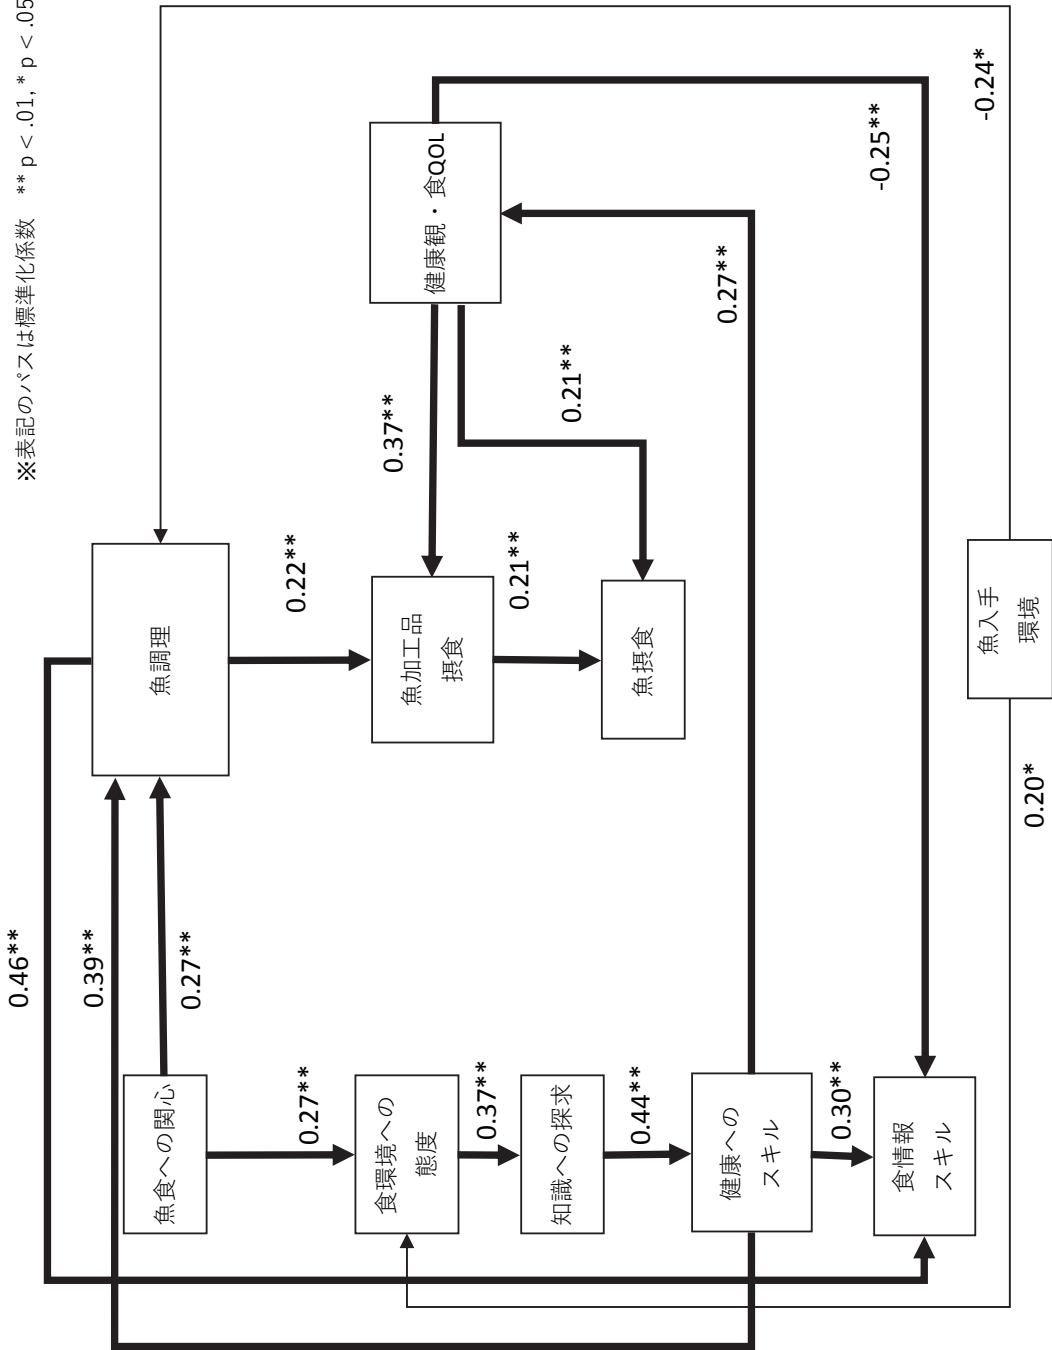 ※表記のパスは標準化係数　** p < .01, * p < .05
0.46**
0.39**
0.27**
魚食への関心
0.27**
食環境への
態度
0.37**
知識への探求
0.44**
健康への
スキル
0.30**
食情報
スキル
魚調理
0.22**
魚加工品
摂食
0.21**
魚摂食
0.37**
0.21**
健康観・食QOL
0.27**
-0.25**
-0.24*
魚入手
環境
0.20*